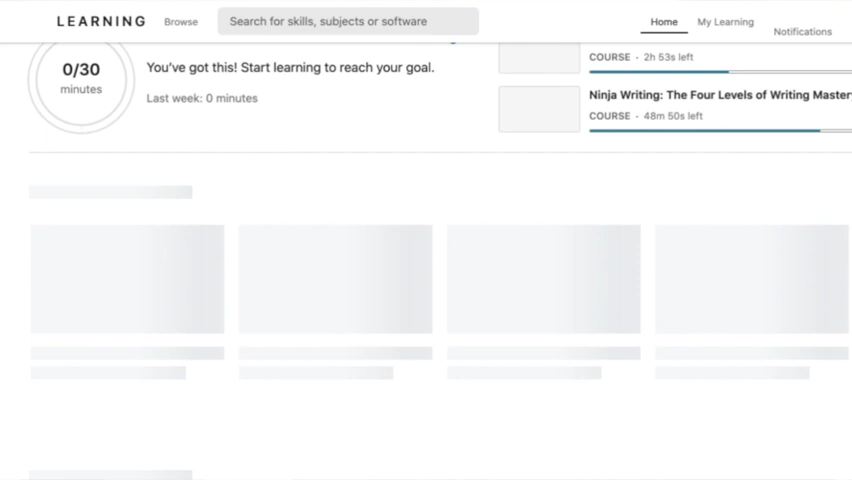 LEARNING Browse Search for skills, subjects or software Home My Learning Notifications
0/30
minutes
You've got this! Start learning to reach your goal.
Last week: 0 minutes
COURSE · 2h 53s left
Ninja Writing: The Four Levels of Writing Mastery
COURSE · 48m 50s left